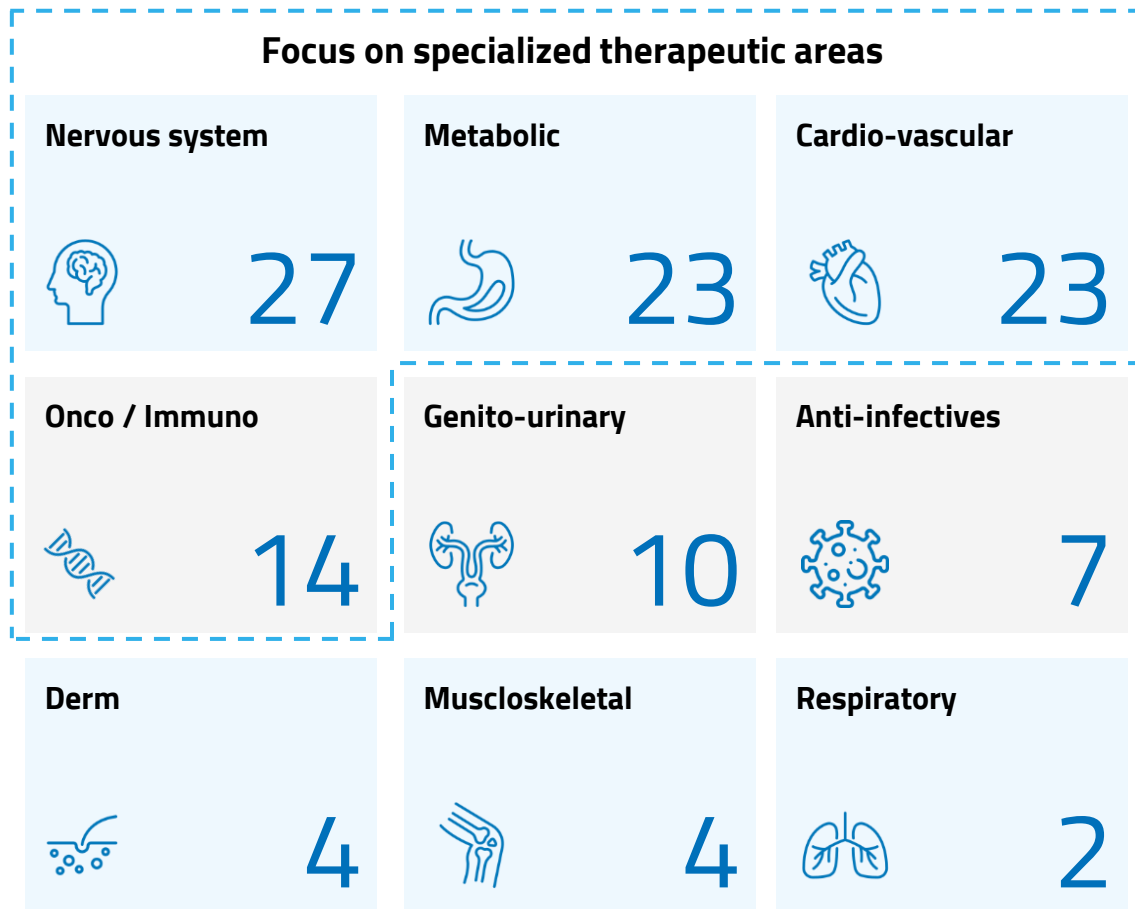 Focus on specialized therapeutic areas
Nervous system
27
Metabolic
23
Cardio-vascular
23
Onco / Immuno
14
Genito-urinary
10
Anti-infectives
7
Derm
4
Muscloskeletal
4
Respiratory
2